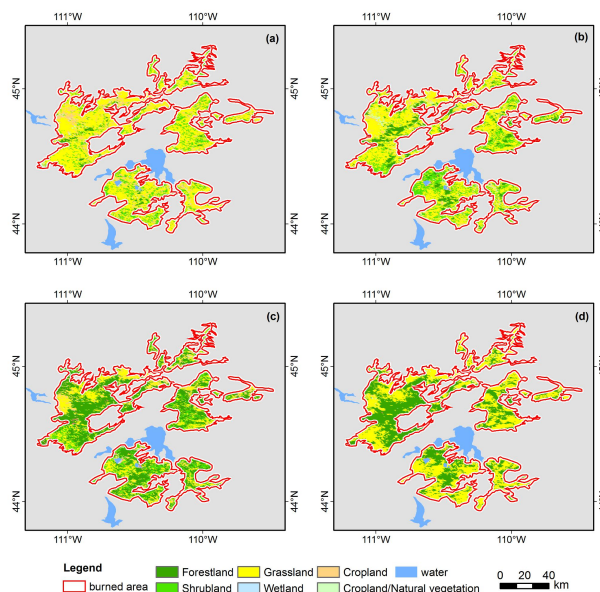 111°W 110°W 111°W 110°W
(a) (b)
45°N 45°N
44°N 44°N
111°W 110°W 111°W 110°W
111°W 110°W 111°W 110°W
(c) (d)
45°N 45°N
44°N 44°N
111°W 110°W 111°W 110°W
Legend
Forestland Grassland Cropland water
burned area Shrubland Wetland Cropland/Natural vegetation
0 20 40
km